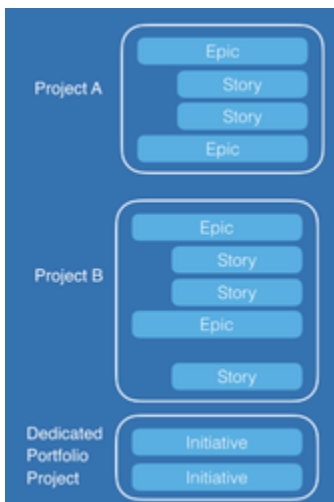 Project A
Epic
Story
Story
Epic
Project B
Epic
Story
Story
Epic
Story
Dedicated
Portfolio
Project
Initiative
Initiative